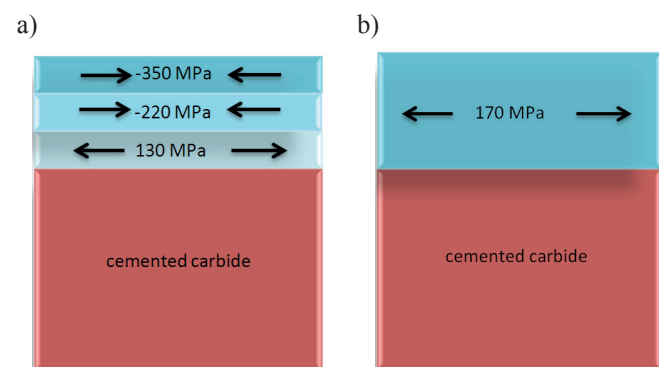 a)
-350 MPa
-220 MPa
130 MPa
cemented carbide
b)
170 MPa
cemented carbide